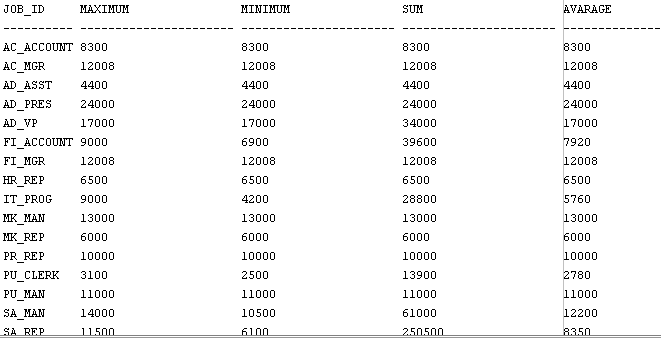 JOB_ID MAXIMUM MINIMUM SUM AVARAGE
---------- ---------------------- ---------------------- ---------------------- --------------
AC_ACCOUNT 8300 8300 8300 8300
AC_MGR 12008 12008 12008 12008
AD_ASST 4400 4400 4400 4400
AD_PRES 24000 24000 24000 24000
AD_VP 17000 17000 34000 17000
FI_ACCOUNT 9000 6900 39600 7920
FI_MGR 12008 12008 12008 12008
HR_REP 6500 6500 6500 6500
IT_PROG 9000 4200 28800 5760
MK_MAN 13000 13000 13000 13000
MK_REP 6000 6000 6000 6000
PR_REP 10000 10000 10000 10000
PU_CLERK 3100 2500 13900 2780
PU_MAN 11000 11000 11000 11000
SA_MAN 14000 10500 61000 12200
SA_REP 11500 6100 250500 8350